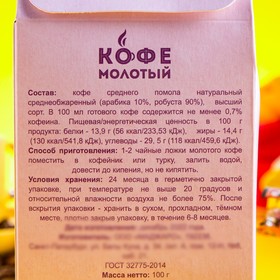 КОФЕ
МОЛОТЫЙ
Состав: кофе среднего помола натуральный
среднеобжаренный (арабика 10%, робуста 90%), высший
сорт. В 100 мл готового кофе содержится не менее 0,7%
кофеина. Пищевая/энергетическая ценность в 100 г
продукта: белки - 13,9 г (56 ккал/233,53 кДж), жиры - 14,4 г
(130 ккал/541,8 кДж), углеводы - 29, 5 г (118 ккал/459,6 кДж).
Способ приготовления: 1-2 чайные ложки молотого кофе
поместить в кофейник или турку, залить водой,
довести до кипения, но не кипятить.
Условия хранения: 24 месяца в герметично закрытой
упаковке, при температуре не выше 20 градусов и
относительной влажности воздуха не более 75%. После
вскрытия упаковки - хранить в сухом, прохладном, тёмном
месте, плотно закрыв упаковку, в течение 6-8 месяцев.
ГОСТ 32775-2014
Масса нетто: 100 г